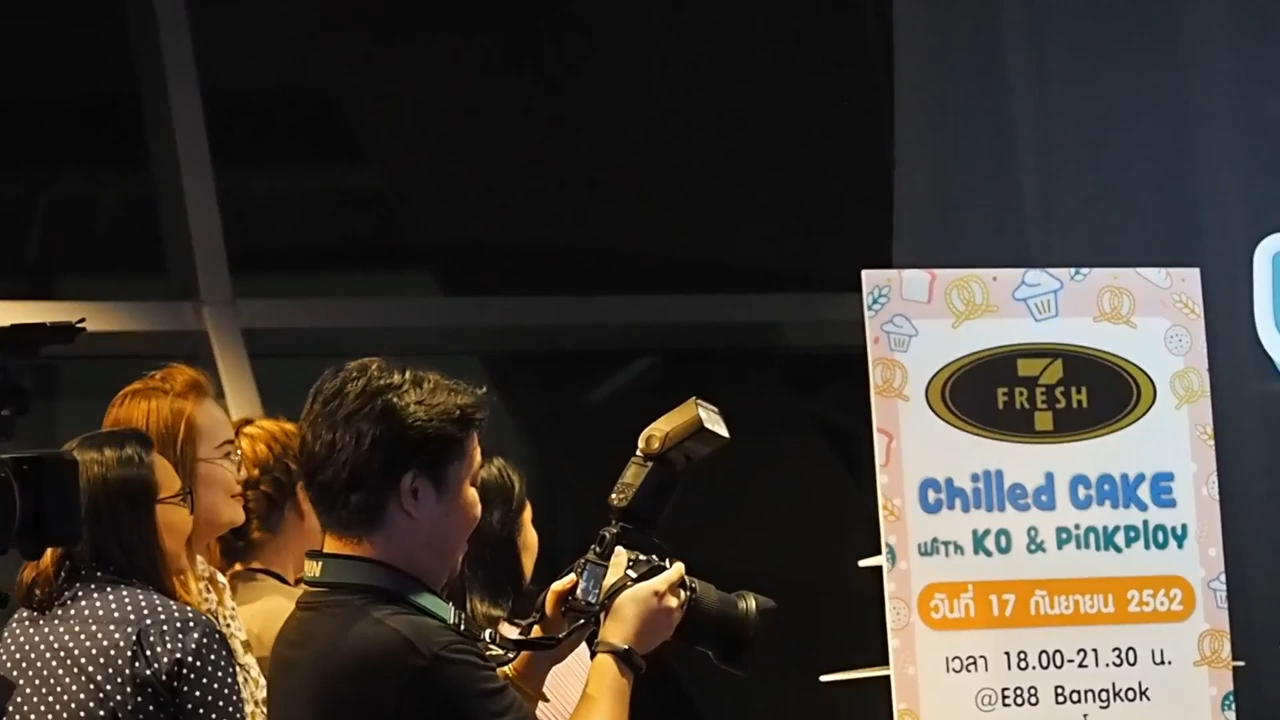 7
FRESH
Chilled CAKE
WiTh KO & PiNKPlOY
วันที่ 17 กันยายน 2562
เวลา 18.00-21.30 น.
@E88 Bangkok